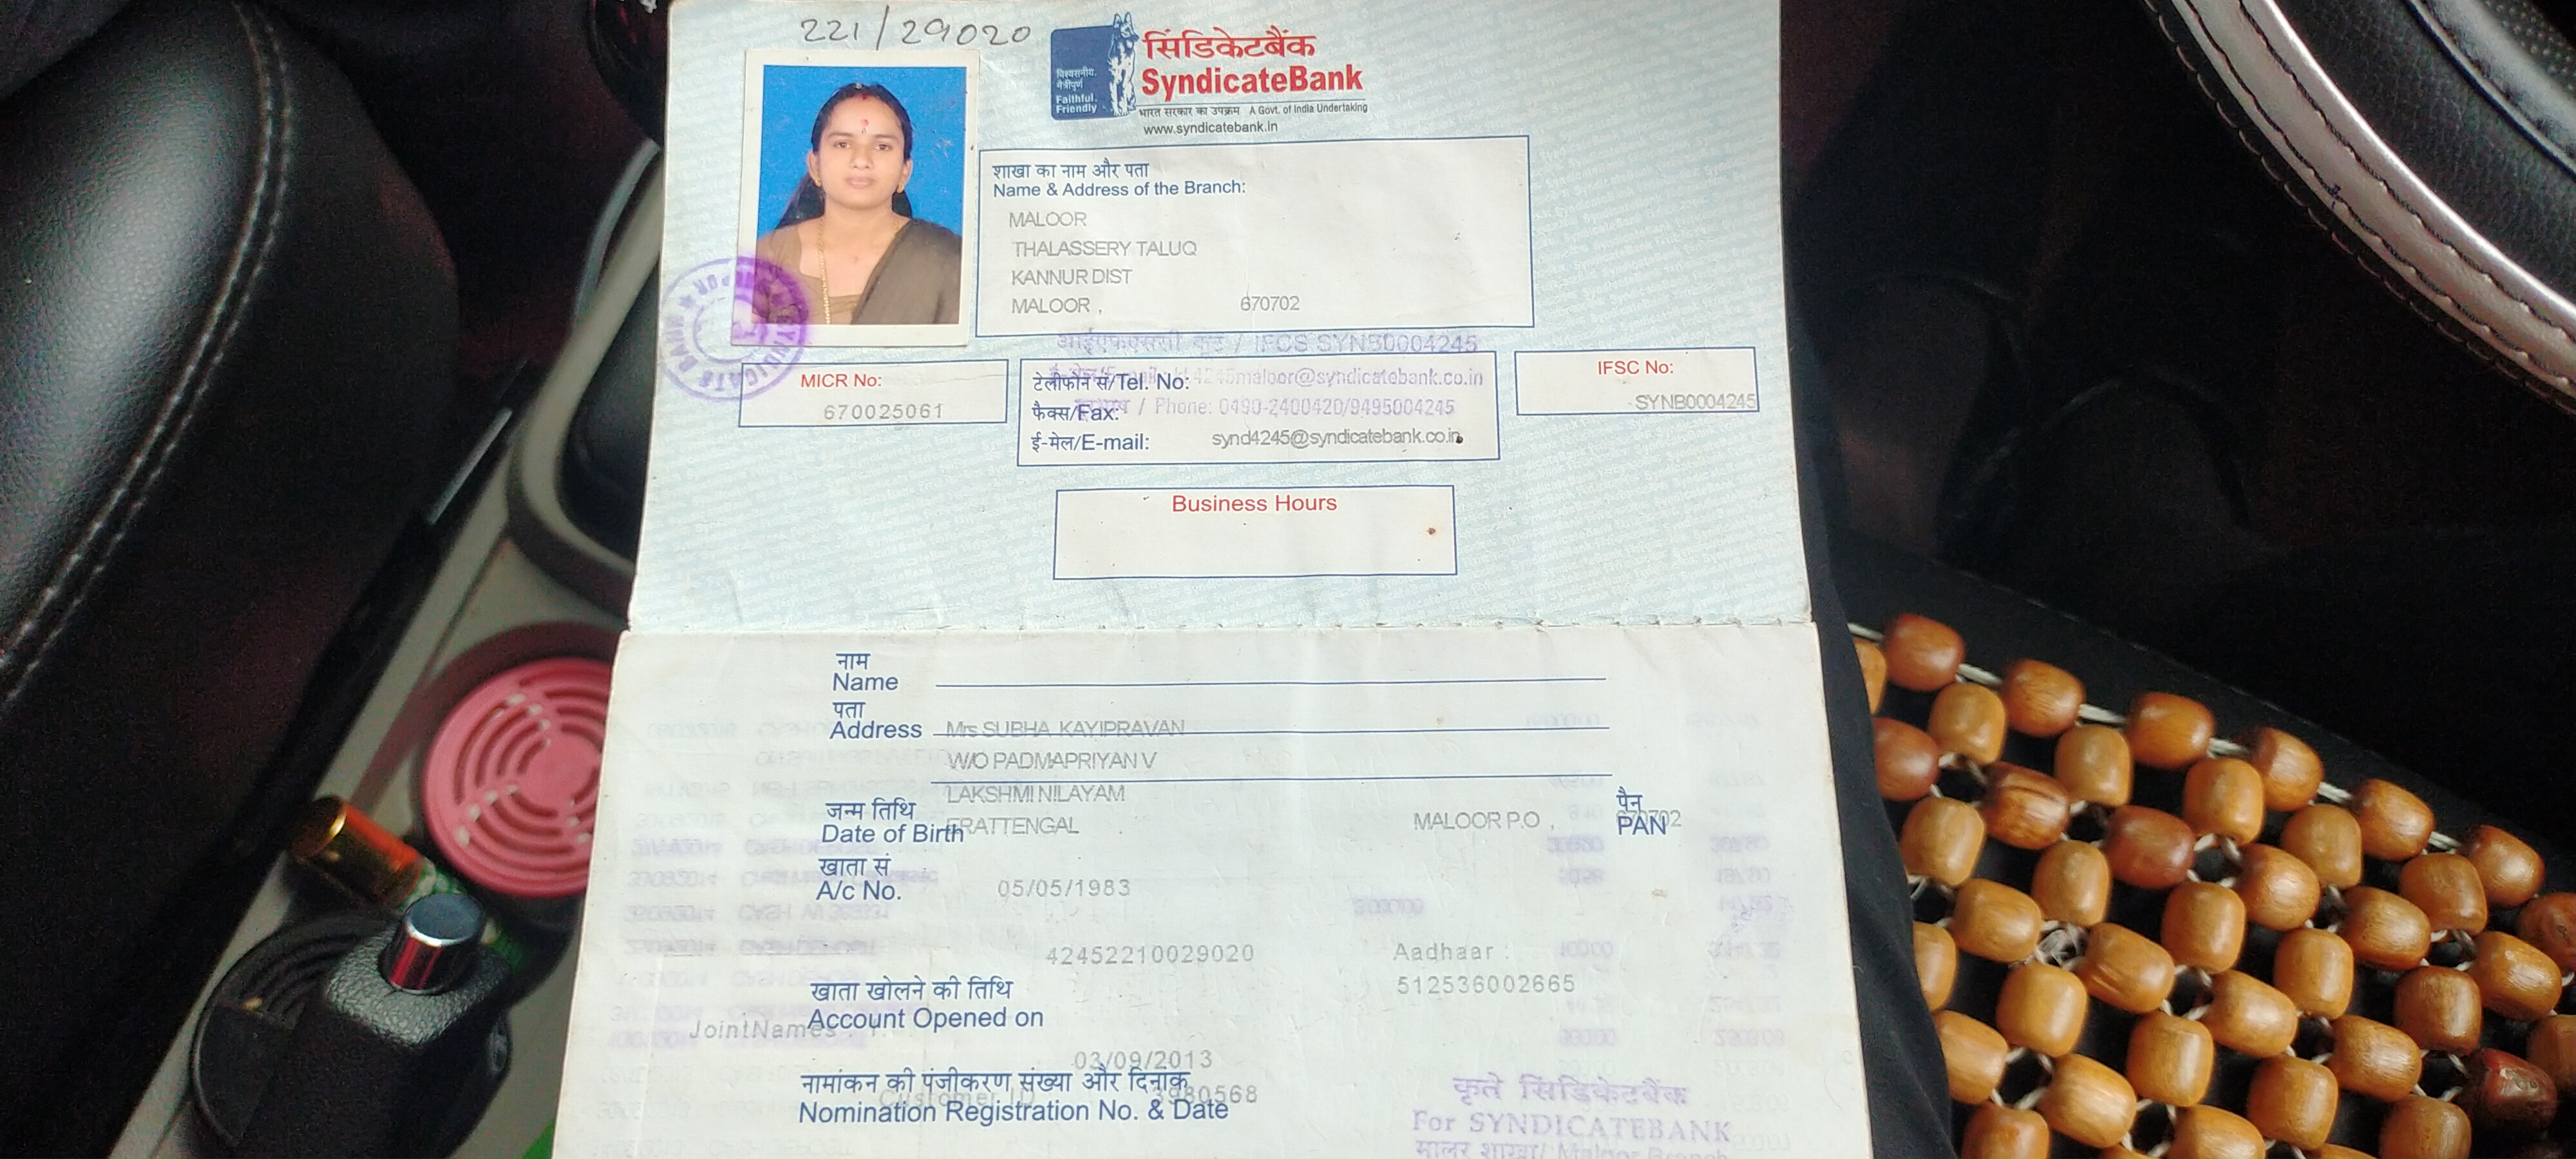 221/29020
सिंडिकेटबैंक
SyndicateBank
विश्वसनीय. मैत्रीपूर्ण
Faithful. Friendly
भारत सरकार का उपक्रम A Govt. of India Undertaking
www.syndicatebank.in
शाखा का नाम और पता
Name & Address of the Branch:
MALOOR
THALASSERY TALUQ
KANNUR DIST
MALOOR , 670702
आईएफएससी कूट / IFCS SYNB0004245
MICR No:
670025061
टेलीफोन सं/Tel. No:
4245maloor@syndicatebank.co.in
फैक्स/Fax:
/ Phone: 0490-2400420/9495004245
ई-मेल/E-mail: synd4245@syndicatebank.co.in
IFSC No:
SYNB0004245
SYNDICATE BANK
Business Hours
नाम
Name
पता
Address Mrs SUBHA KAYIPRAVAN
W/O PADMAPRIYAN V
LAKSHMI NILAYAM
जन्म तिथि
Date of Birth
ERATTENGAL MALOOR P.O ,
पैन
PAN
खाता सं
A/c No. 05/05/1983
42452210029020 Aadhaar :
512536002665
खाता खोलने की तिथि
Account Opened on
JointNames :
03/09/2013
नामांकन की पंजीकरण संख्या और दिनांक
Customer ID 3980568
Nomination Registration No. & Date
कृते सिंडिकेटबैंक
For SYNDICATEBANK
Maloor Branch